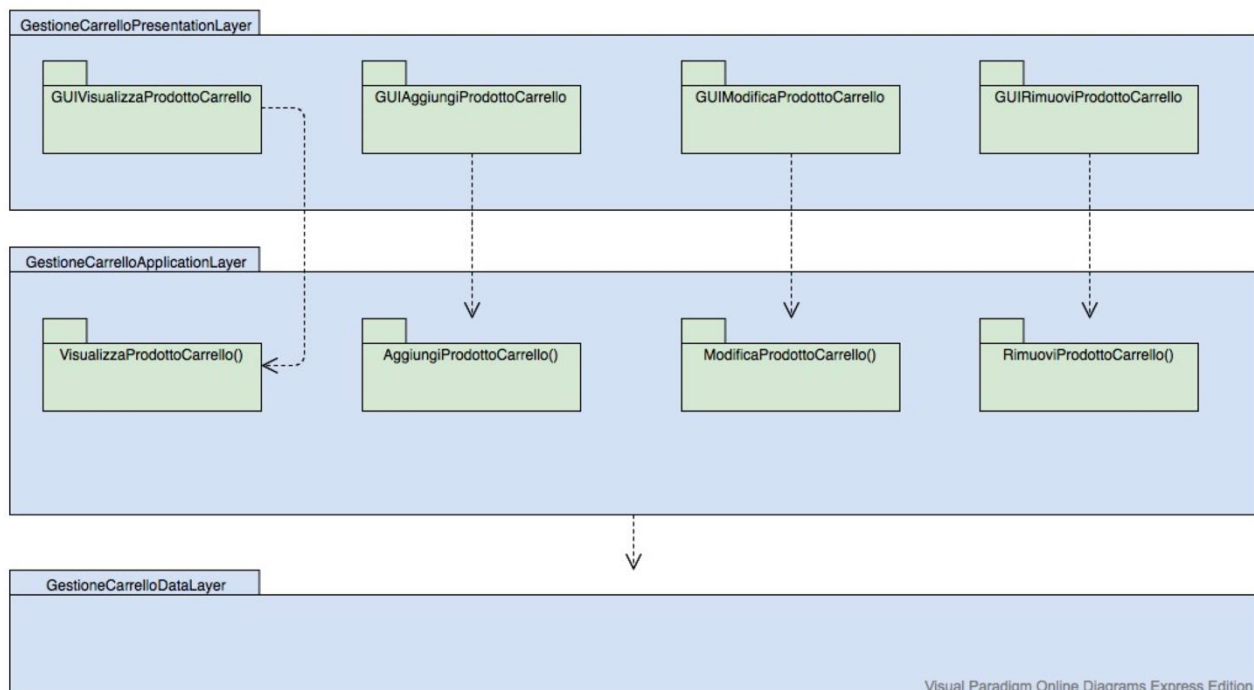 GestioneCarrelloPresentationLayer
GUIVisualizzaProdottoCarrello
GUIAggiungiProdottoCarrello
GUIModificaProdottoCarrello
GUIRimuoviProdottoCarrello
GestioneCarrelloApplicationLayer
VisualizzaProdottoCarrello()
AggiungiProdottoCarrello()
ModificaProdottoCarrello()
RimuoviProdottoCarrello()
GestioneCarrelloDataLayer
Visual Paradigm Online Diagrams Express Edition